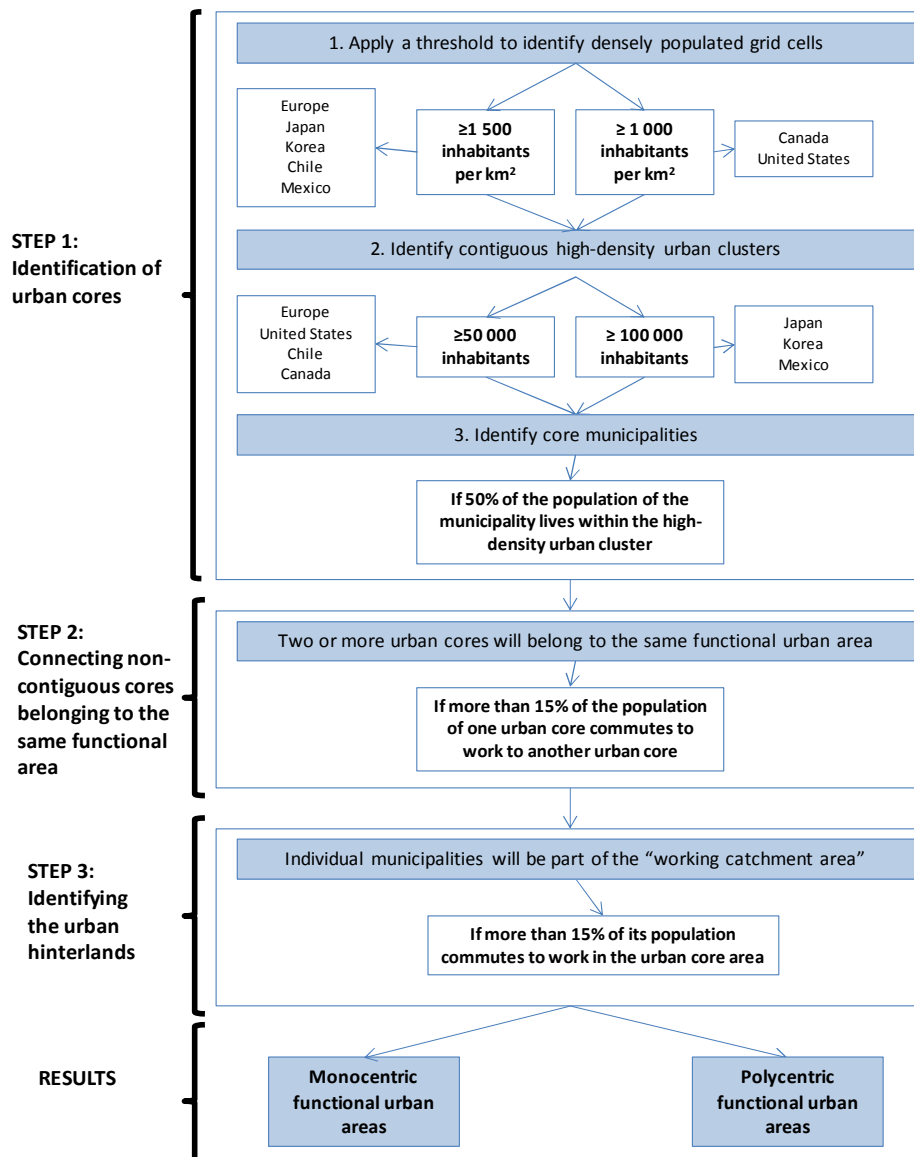 1. Apply a threshold to identify densely populated grid cells
Europe
Japan
Korea
Chile
Mexico
≥1 500
inhabitants
per km²
≥ 1 000
inhabitants
per km²
Canada
United States
STEP 1:
Identification of
urban cores
2. Identify contiguous high-density urban clusters
Europe
United States
Chile
Canada
≥50 000
inhabitants
≥ 100 000
inhabitants
Japan
Korea
Mexico
3. Identify core municipalities
If 50% of the population of the
municipality lives within the high-
density urban cluster
STEP 2:
Connecting non-
contiguous cores
belonging to the
same functional
area
Two or more urban cores will belong to the same functional urban area
If more than 15% of the population
of one urban core commutes to
work to another urban core
STEP 3:
Identifying
the urban
hinterlands
Individual municipalities will be part of the “working catchment area”
If more than 15% of its population
commutes to work in the urban core area
RESULTS
Monocentric
functional urban
areas
Polycentric
functional urban
areas